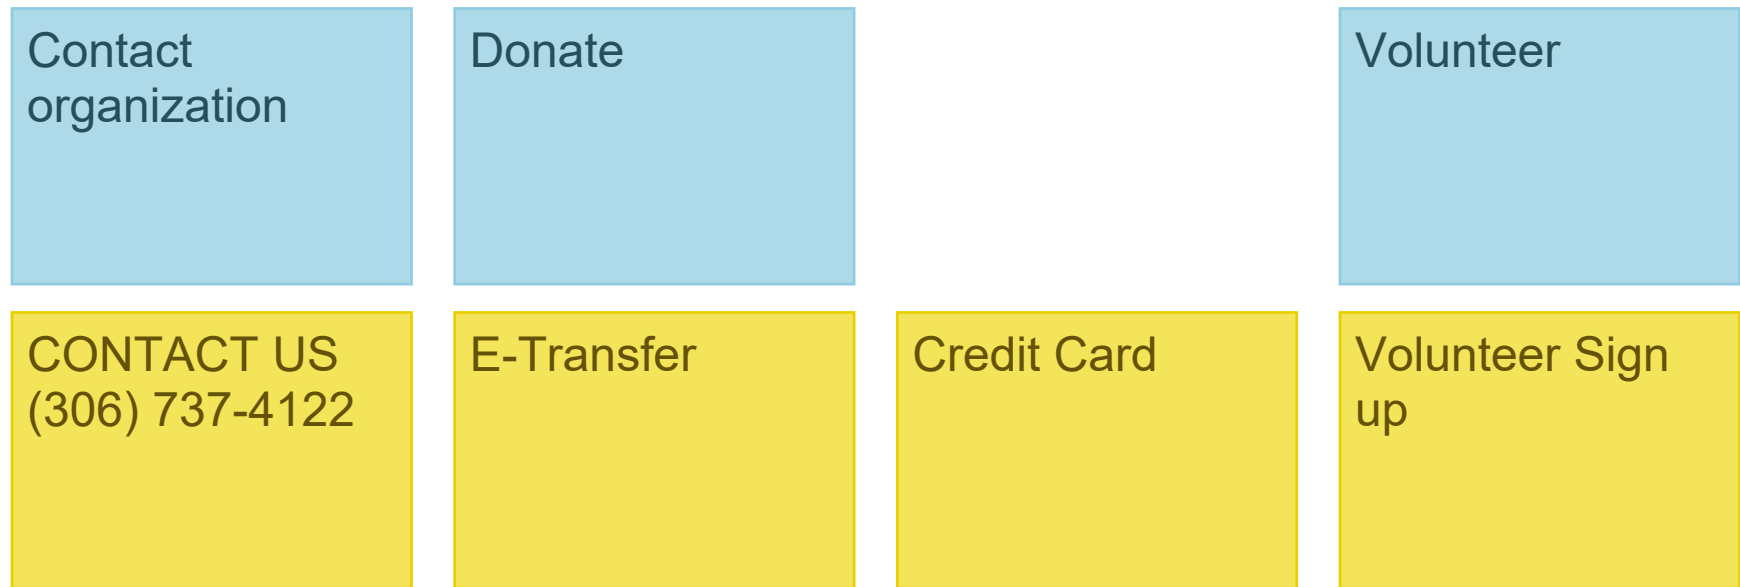 Contact
organization
Donate
Volunteer
CONTACT US
(306) 737-4122
E-Transfer
Credit Card
Volunteer Sign
up